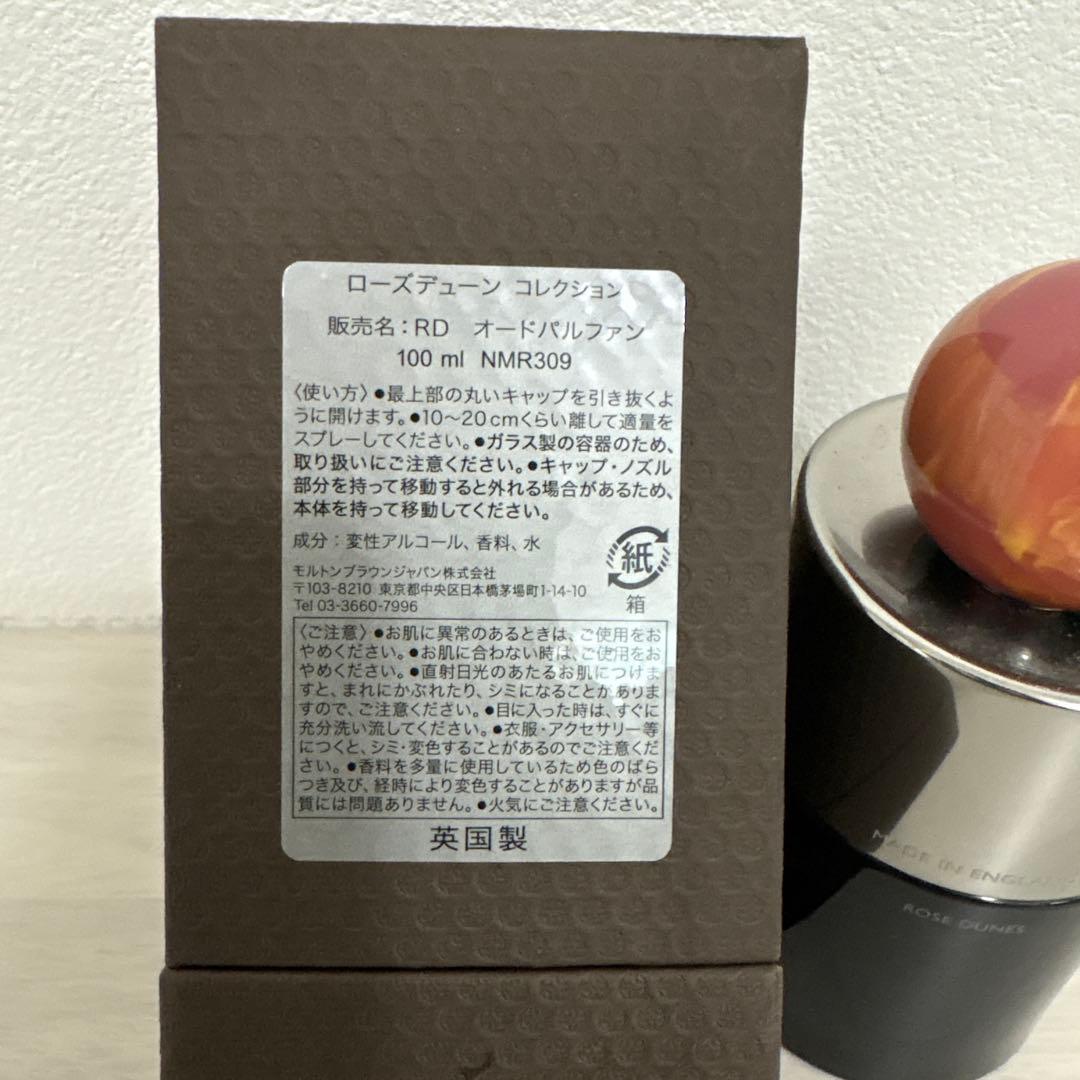 ローズデューン コレクション
販売名：RD　オードパルファン
100 ml NMR309
〈使い方〉●最上部の丸いキャップを引き抜くよ
うに開けます。●10～20cmくらい離して適量を
スプレーしてください。●ガラス製の容器のため、
取り扱いにご注意ください。●キャップ・ノズル
部分を持って移動すると外れる場合があるため、
本体を持って移動してください。
成分：変性アルコール、香料、水
モルトンブラウンジャパン株式会社
〒103-8210 東京都中央区日本橋茅場町1-14-10
Tel 03-3660-7996
紙
箱
〈ご注意〉●お肌に異常のあるときは、ご使用をお
やめください。●お肌に合わない時は、ご使用をお
やめください。●直射日光のあたるお肌につけま
すと、まれにかぶれたり、シミになることがありま
すので、ご注意ください。●目に入った時は、すぐに
充分洗い流してください。●衣服・アクセサリー等
につくと、シミ・変色することがあるのでご注意くだ
さい。●香料を多量に使用しているため色のばら
つき及び、経時により変色することがありますが品
質には問題ありません。●火気にご注意ください。
英国製
MADE IN ENGLAND
ROSE DUNES